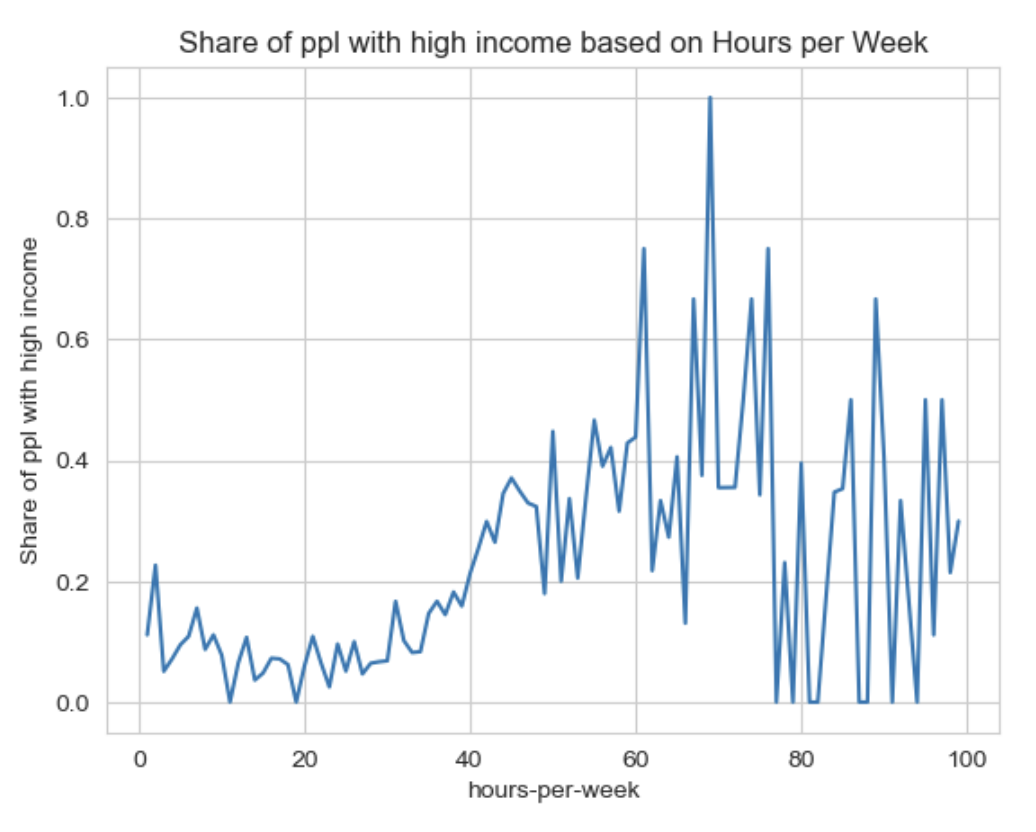 Share of ppl with high income based on Hours per Week
Share of ppl with high income
1.0
0.8
0.6
0.4
0.2
0.0
0 20 40 60 80 100
hours-per-week